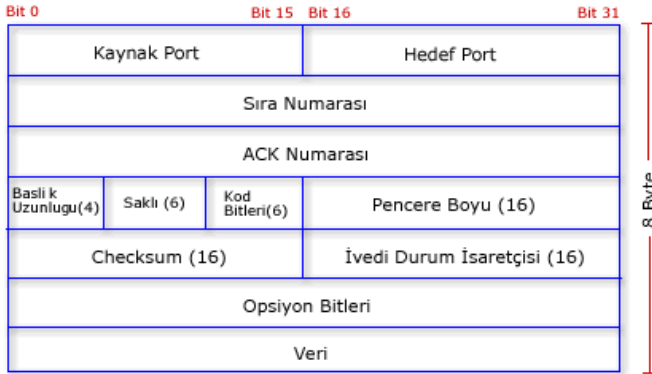 Bit 0 Bit 15 Bit 16 Bit 31
Kaynak Port Hedef Port
Sıra Numarası
ACK Numarası
Basli k
Uzunlugu(4)
Saklı (6)
Kod
Bitleri(6)
Pencere Boyu (16)
8 Byte
Checksum (16) İvedi Durum İsaretçisi (16)
Opsiyon Bitleri
Veri